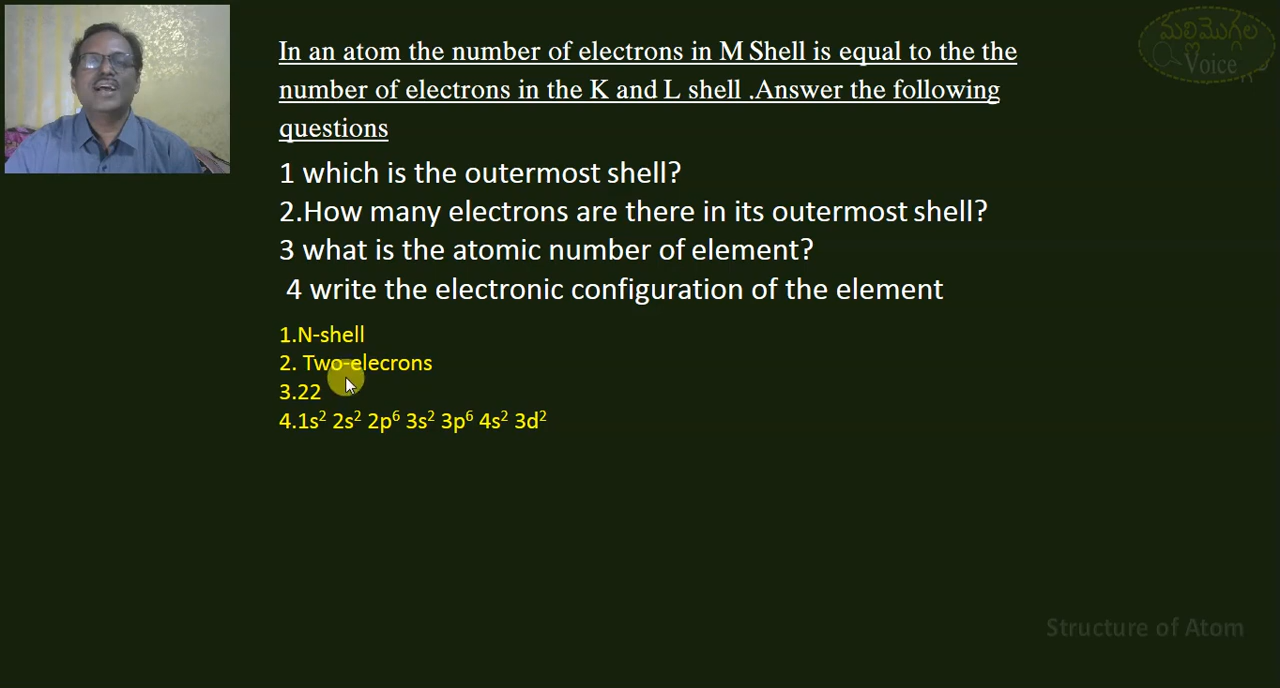 మల్లిమొగ్గల
Voice
In an atom the number of electrons in M Shell is equal to the the
number of electrons in the K and L shell .Answer the following
questions
1 which is the outermost shell?
2.How many electrons are there in its outermost shell?
3 what is the atomic number of element?
4 write the electronic configuration of the element
1.N-shell
2. Two-elecrons
3.22
4.1s² 2s² 2p⁶ 3s² 3p⁶ 4s² 3d²
Structure of Atom